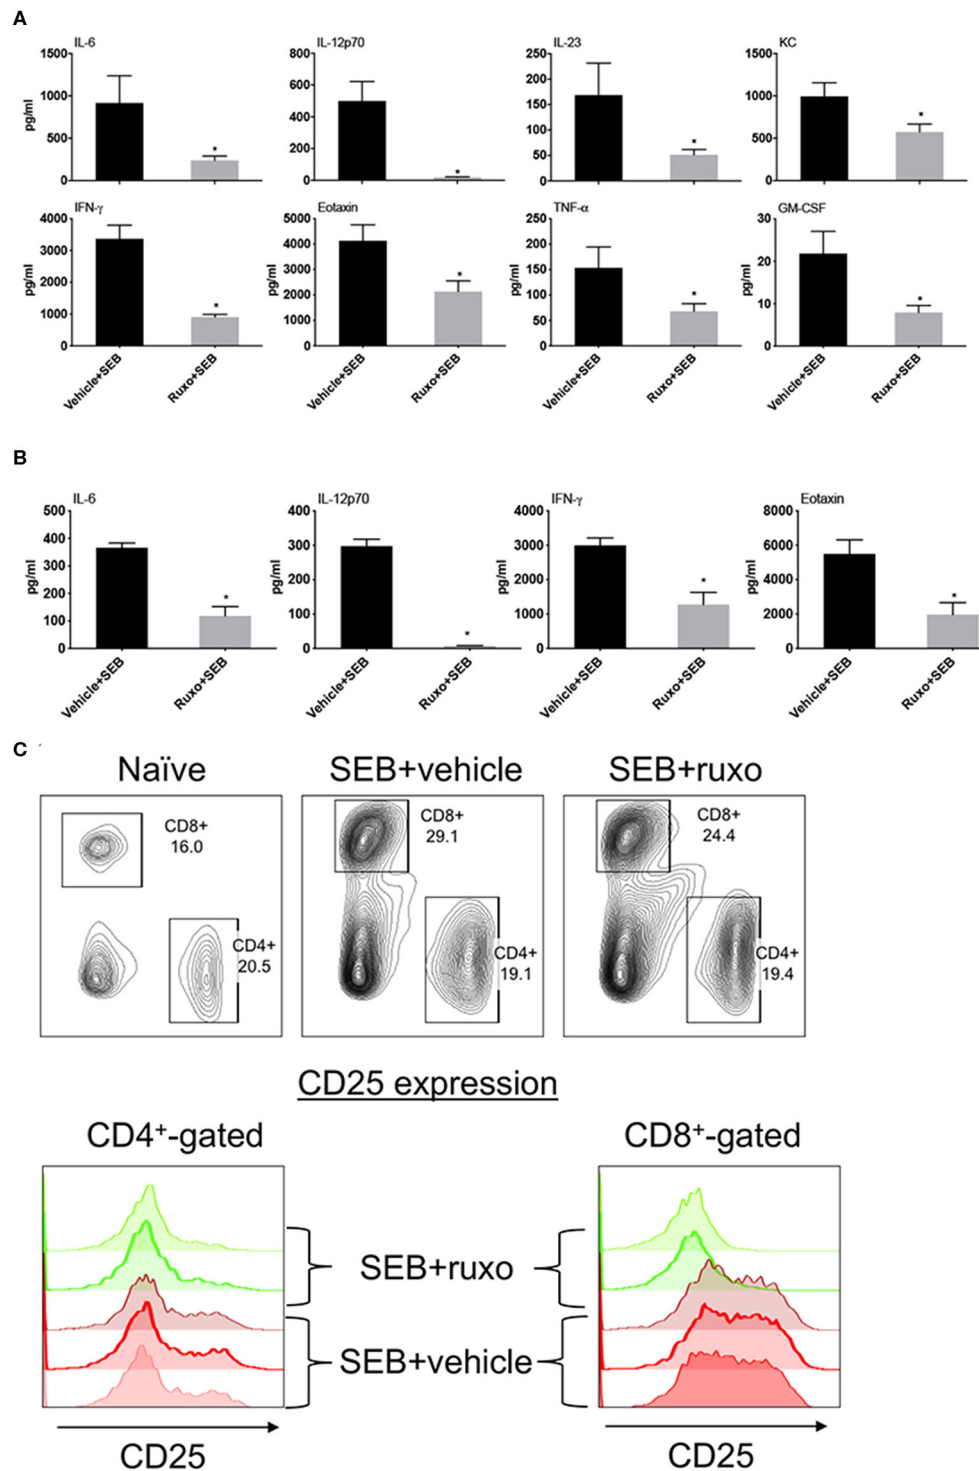 A
IL-6
IL-12p70
IL-23
KC
1500
1000
500
0
pg/ml
*
800
600
400
200
0
*
250
200
150
100
50
0
*
1500
1000
500
0
*
IFN-γ
Eotaxin
TNF-α
GM-CSF
4000
3000
2000
1000
0
pg/ml
*
5000
4000
3000
2000
1000
0
pg/ml
*
250
200
150
100
50
0
pg/ml
*
30
20
10
0
pg/ml
*
Vehicle+SEB
Ruxo+SEB
Vehicle+SEB
Ruxo+SEB
Vehicle+SEB
Ruxo+SEB
Vehicle+SEB
Ruxo+SEB
B
IL-6
IL-12p70
IFN-γ
Eotaxin
500
400
300
200
100
0
pg/ml
*
400
300
200
100
0
pg/ml
*
4000
3000
2000
1000
0
pg/ml
*
8000
6000
4000
2000
0
pg/ml
*
Vehicle+SEB
Ruxo+SEB
Vehicle+SEB
Ruxo+SEB
Vehicle+SEB
Ruxo+SEB
Vehicle+SEB
Ruxo+SEB
C
Naïve
SEB+vehicle
SEB+ruxo
CD8+
16.0
CD4+
20.5
CD8+
29.1
CD4+
19.1
CD8+
24.4
CD4+
19.4
CD25 expression
CD4+-gated
CD8+-gated
SEB+ruxo
SEB+vehicle
CD25
CD25